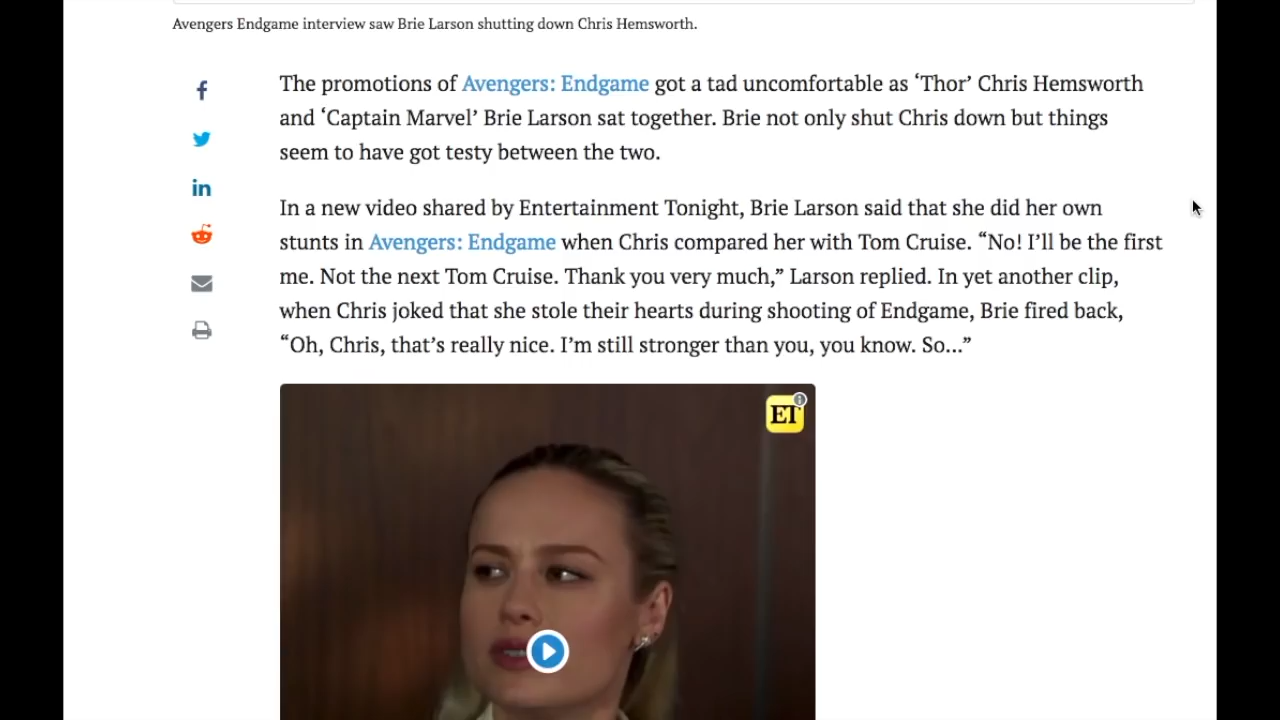 Avengers Endgame interview saw Brie Larson shutting down Chris Hemsworth.
The promotions of Avengers: Endgame got a tad uncomfortable as ‘Thor’ Chris Hemsworth
and ‘Captain Marvel’ Brie Larson sat together. Brie not only shut Chris down but things
seem to have got testy between the two.
In a new video shared by Entertainment Tonight, Brie Larson said that she did her own
stunts in Avengers: Endgame when Chris compared her with Tom Cruise. “No! I’ll be the first
me. Not the next Tom Cruise. Thank you very much,” Larson replied. In yet another clip,
when Chris joked that she stole their hearts during shooting of Endgame, Brie fired back,
“Oh, Chris, that’s really nice. I’m still stronger than you, you know. So...”
ET